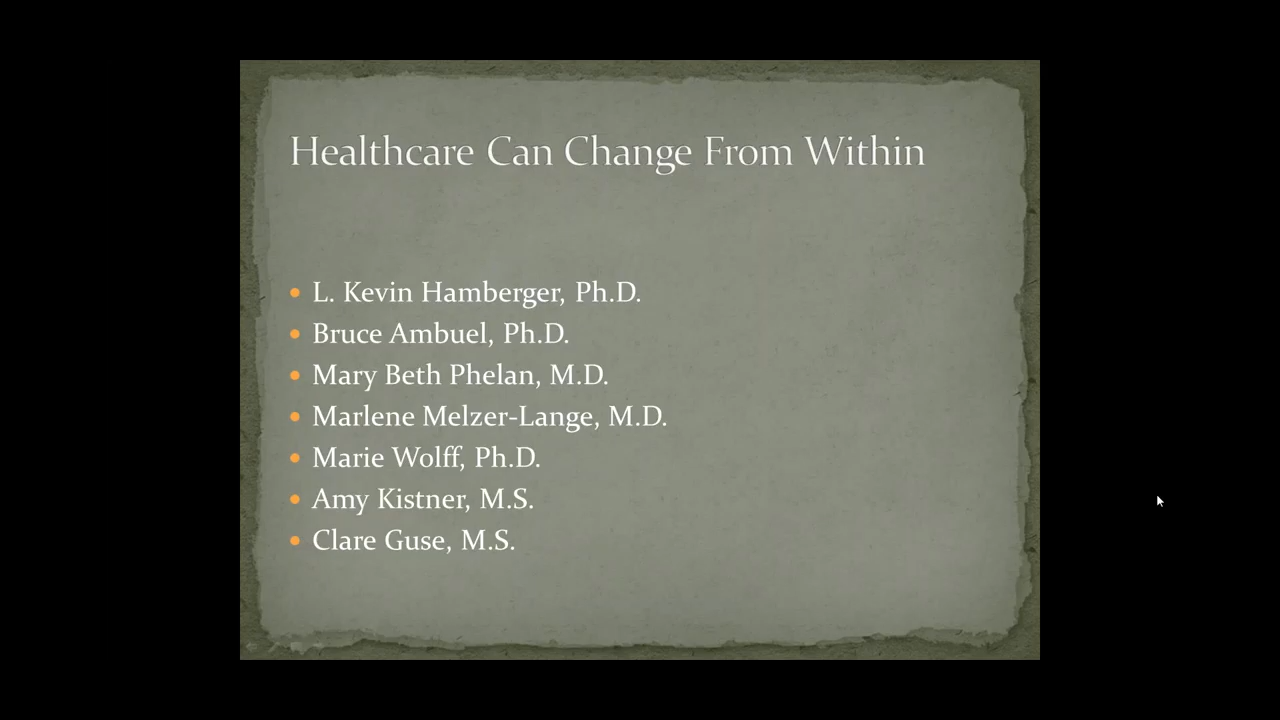 Healthcare Can Change From Within
• L. Kevin Hamberger, Ph.D.
• Bruce Ambuel, Ph.D.
• Mary Beth Phelan, M.D.
• Marlene Melzer-Lange, M.D.
• Marie Wolff, Ph.D.
• Amy Kistner, M.S.
• Clare Guse, M.S.